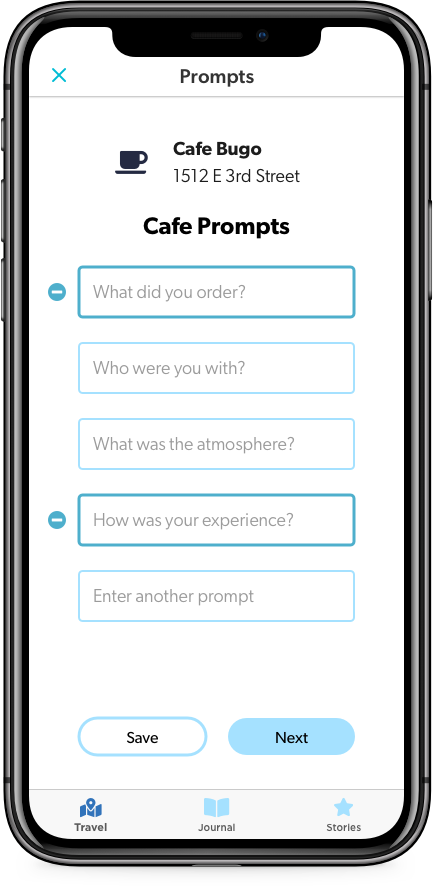 Prompts
Cafe Bugo
1512 E 3rd Street
Cafe Prompts
What did you order?
Who were you with?
What was the atmosphere?
How was your experience?
Enter another prompt
Save
Next
Travel
Journal
Stories